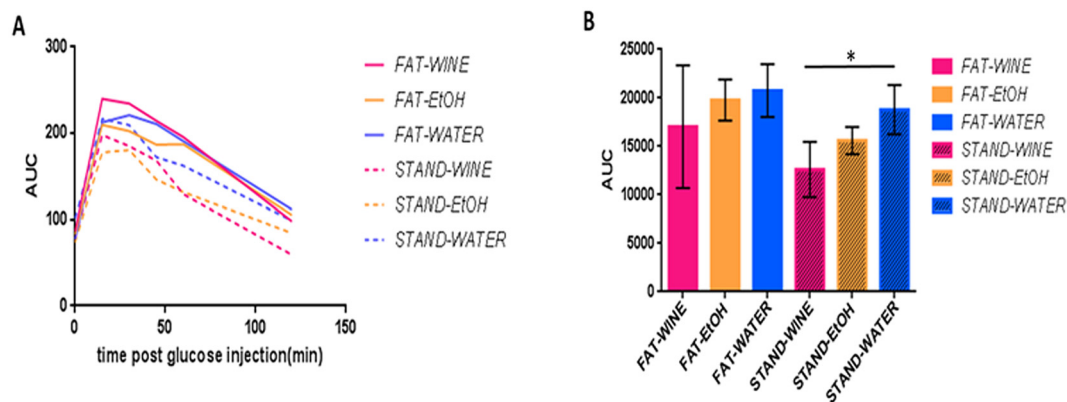 A
300
200
100
0
AUC
0
50
100
150
time post glucose injection(min)
FAT-WINE
FAT-EtOH
FAT-WATER
STAND-WINE
STAND-EtOH
STAND-WATER
B
25000
20000
15000
10000
5000
0
AUC
*
FAT-WINE
FAT-EtOH
FAT-WATER
STAND-WINE
STAND-EtOH
STAND-WATER
FAT-WINE
FAT-EtOH
FAT-WATER
STAND-WINE
STAND-EtOH
STAND-WATER